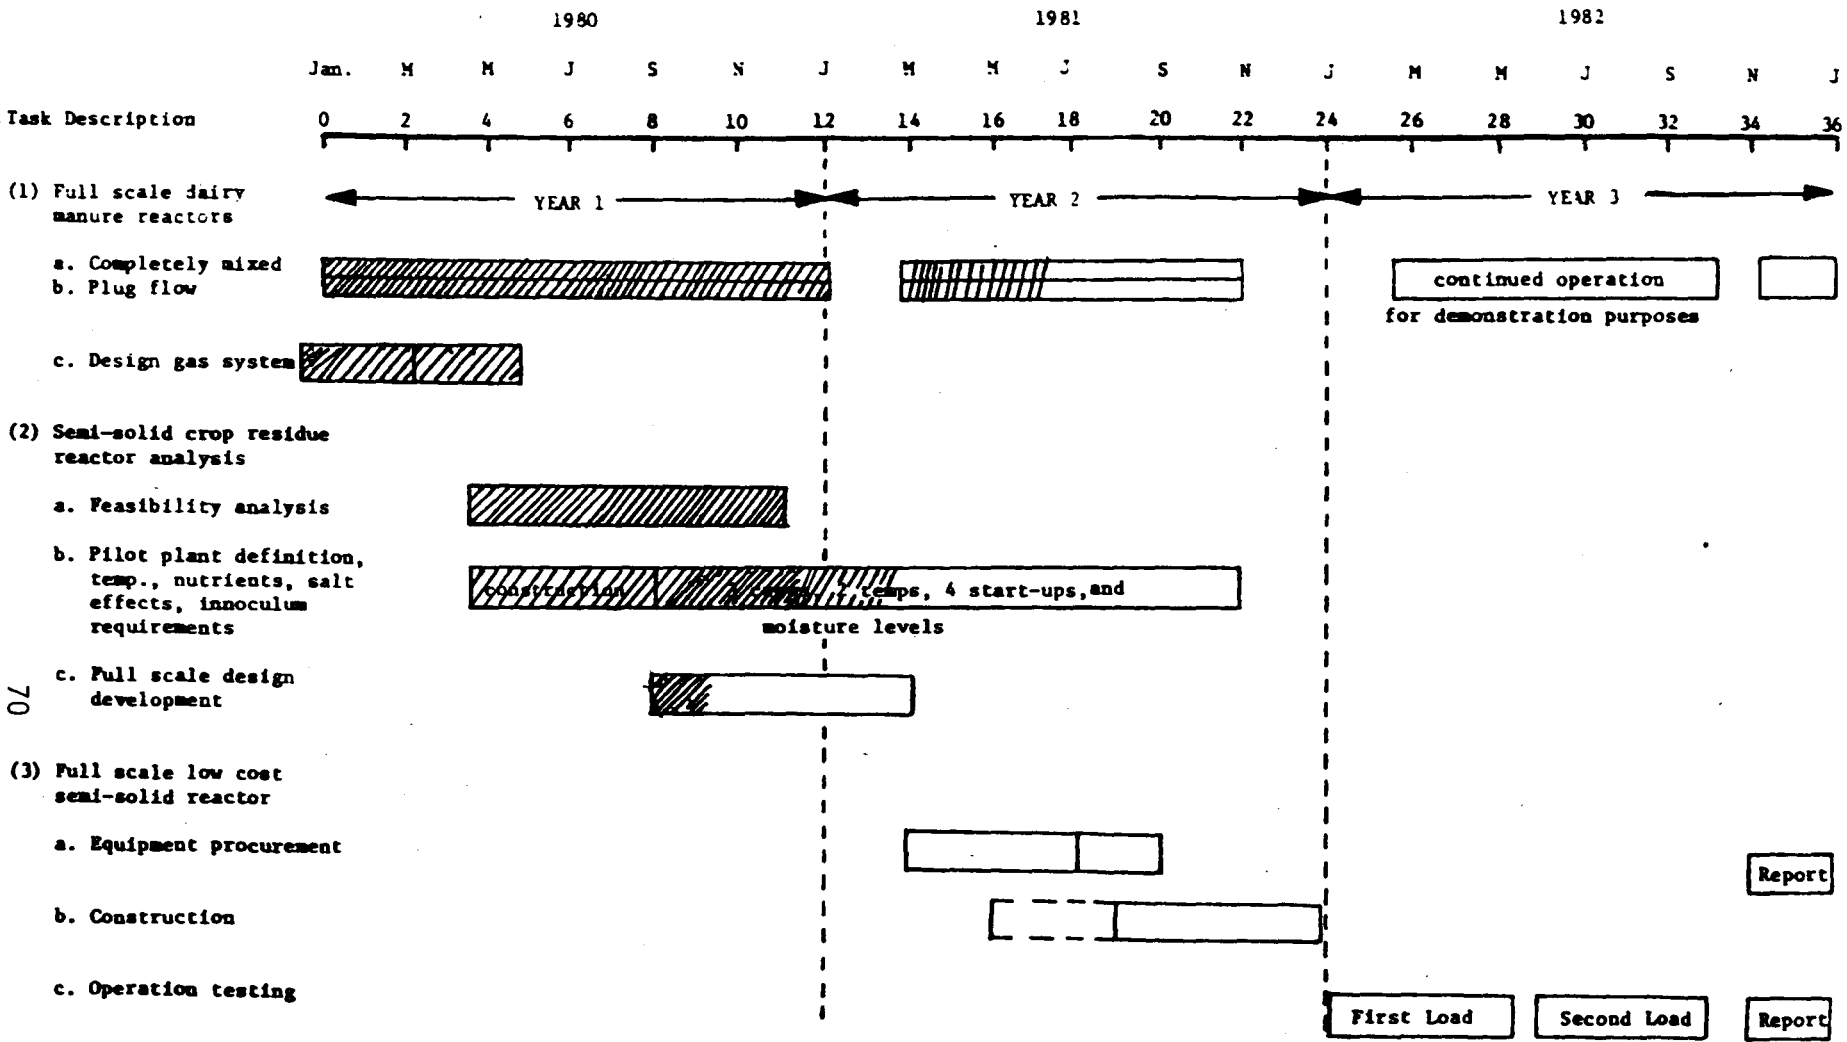 1980 1981 1982
Jan. M M J S N J M M J S N J M M J S N J
Task Description 0 2 4 6 8 10 12 14 16 18 20 22 24 26 28 30 32 34 36
(1) Full scale dairy
manure reactors
YEAR 1 YEAR 2 YEAR 3
a. Completely mixed
b. Plug flow
continued operation
for demonstration purposes
c. Design gas system
(2) Semi-solid crop residue
reactor analysis
a. Feasibility analysis
b. Pilot plant definition,
temp., nutrients, salt
effects, innoculum
requirements
construction 2 temps, 4 start-ups, and
moisture levels
c. Full scale design
development
70
(3) Full scale low cost
semi-solid reactor
a. Equipment procurement
Report
b. Construction
c. Operation testing
First Load Second Load Report